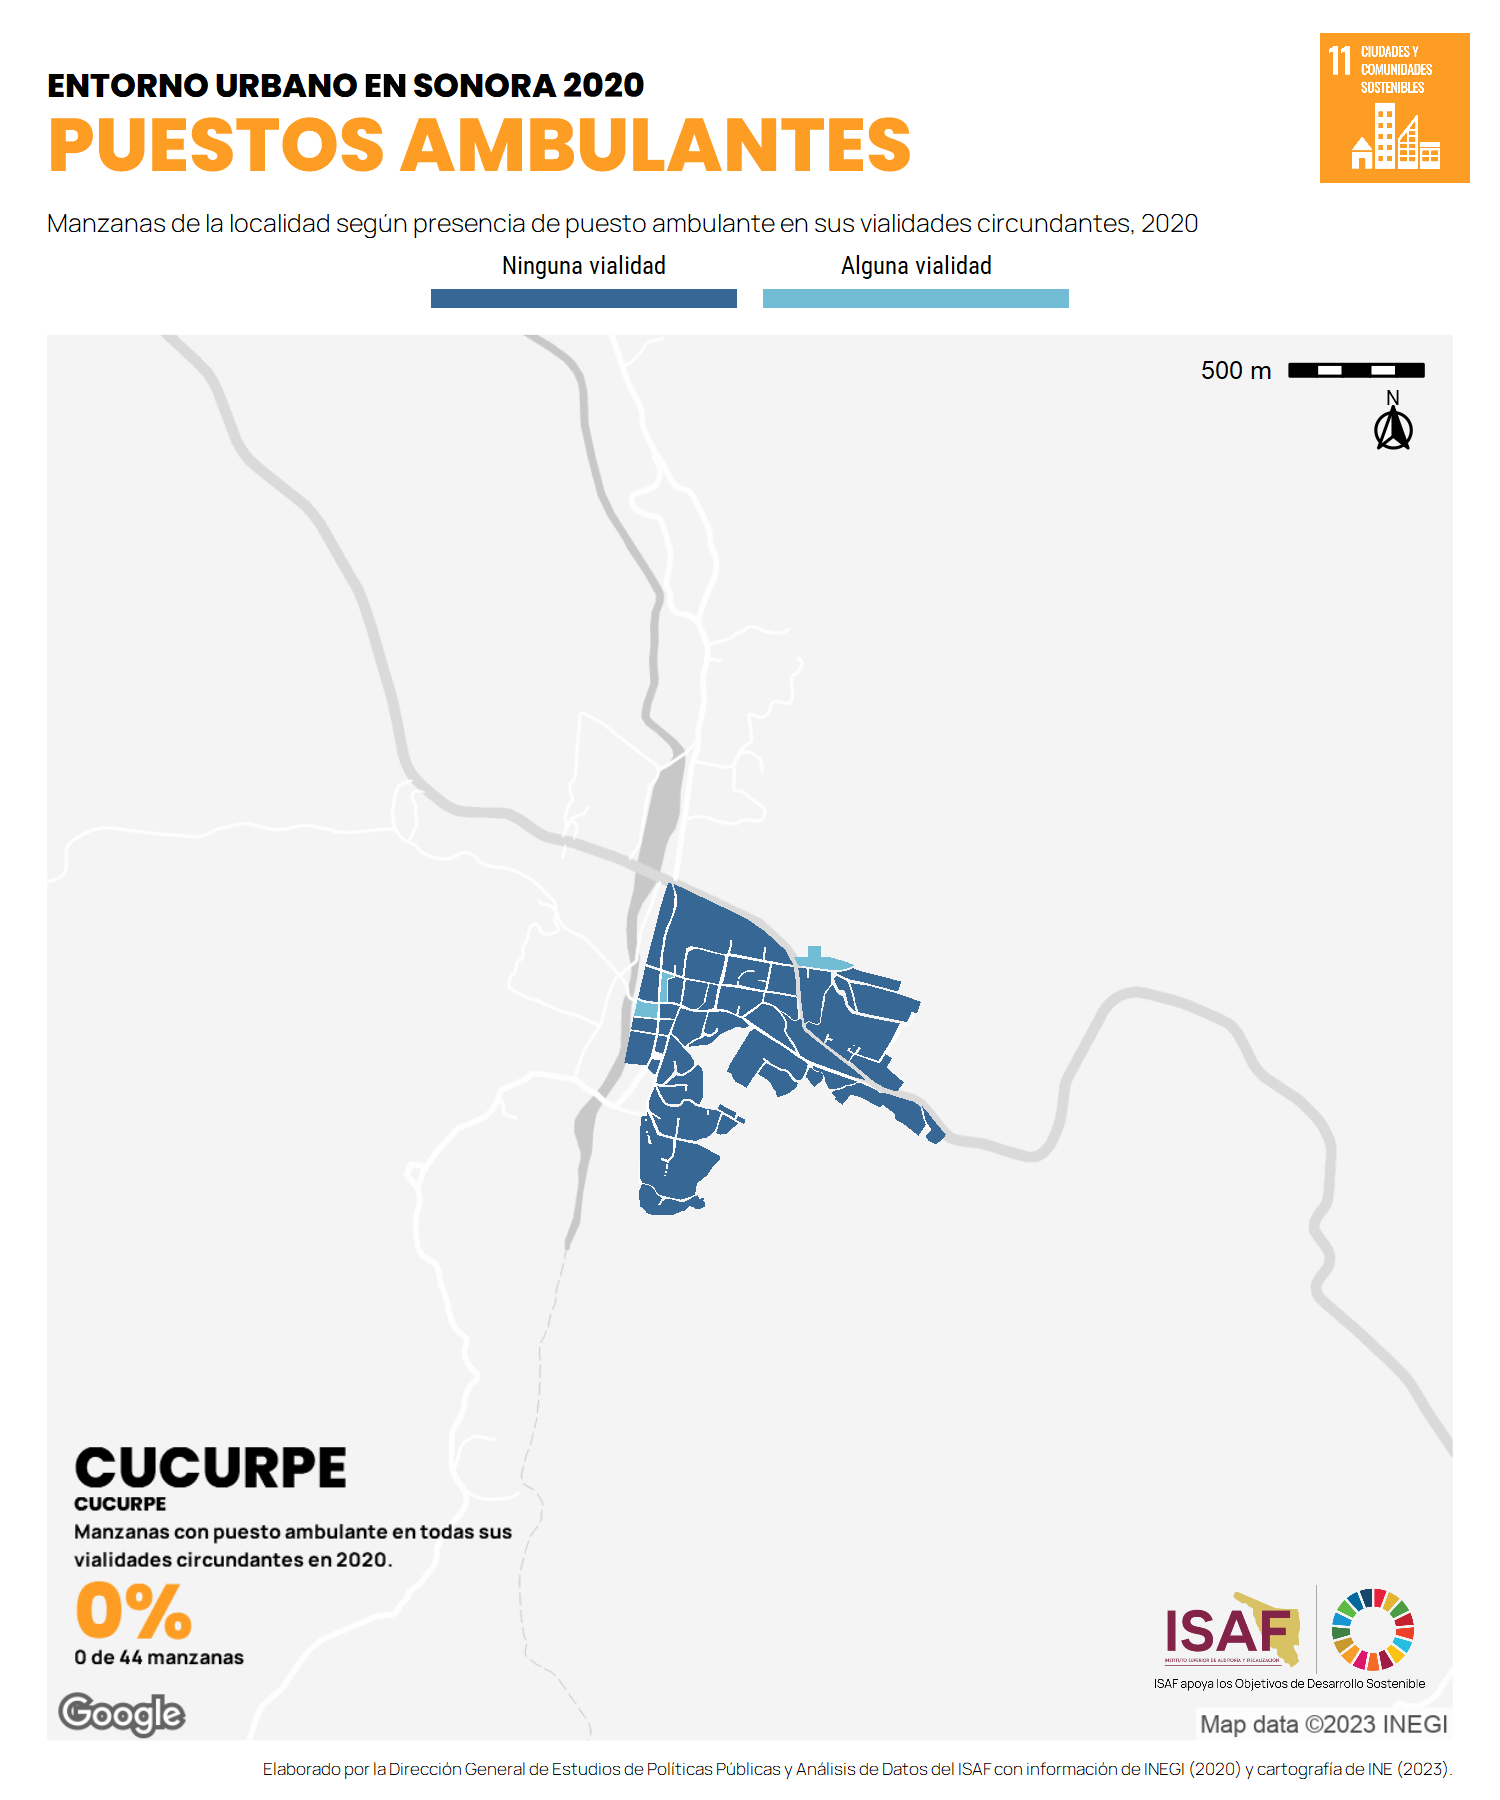 ENTORNO URBANO EN SONORA 2020
PUESTOS AMBULANTES
11 CIUDADES Y
COMUNIDADES
SOSTENIBLES
Manzanas de la localidad según presencia de puesto ambulante en sus vialidades circundantes, 2020
Ninguna vialidad
Alguna vialidad
500 m
N
CUCURPE
CUCURPE
Manzanas con puesto ambulante en todas sus
vialidades circundantes en 2020.
0%
0 de 44 manzanas
ISAF
INSTITUTO SUPERIOR DE AUDITORÍA Y FISCALIZACIÓN
ISAF apoya los Objetivos de Desarrollo Sostenible
Google
Map data ©2023 INEGI
Elaborado por la Dirección General de Estudios de Políticas Públicas y Análisis de Datos del ISAF con información de INEGI (2020) y cartografía de INE (2023).